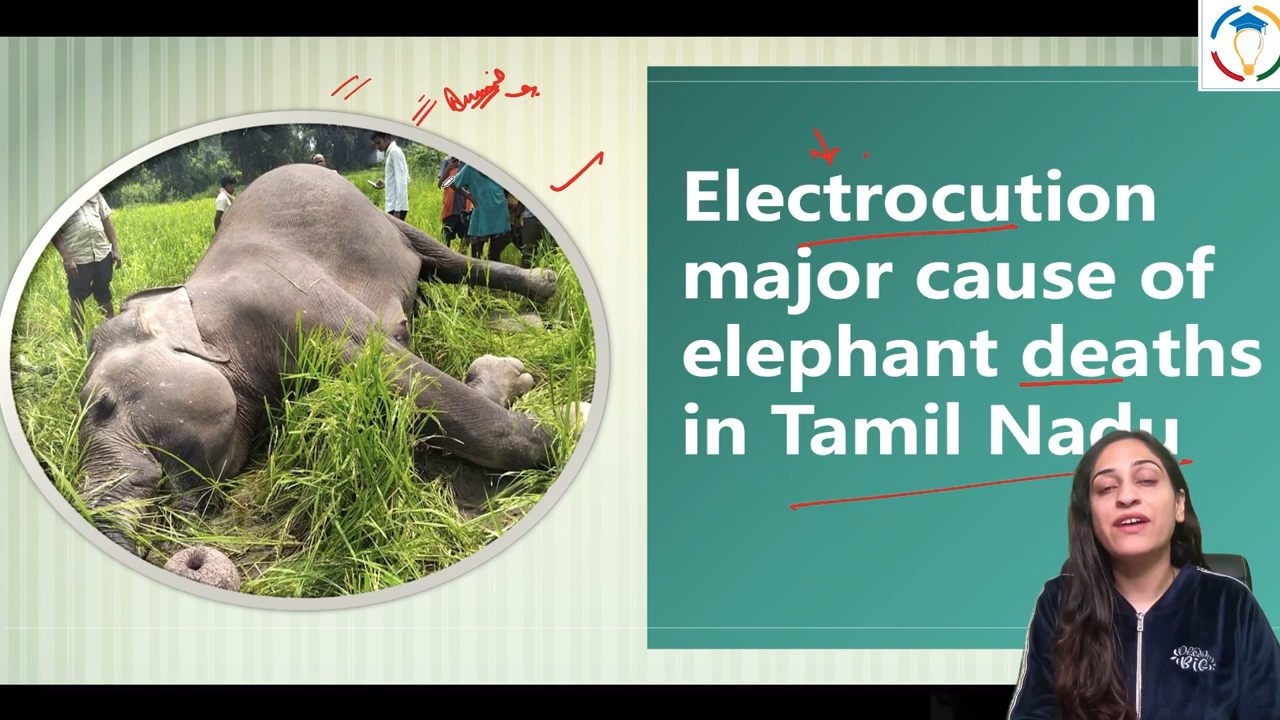 Electrocution
major cause of
elephant deaths
in Tamil Nadu